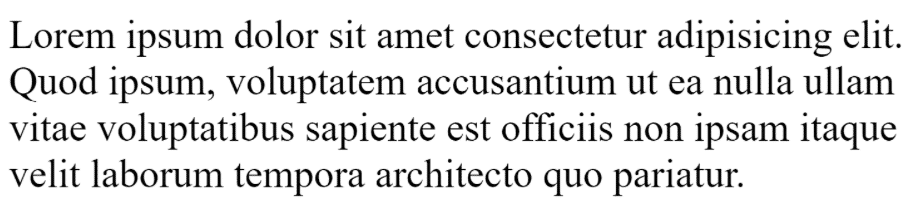 Lorem ipsum dolor sit amet consectetur adipisicing elit.
Quod ipsum, voluptatem accusantium ut ea nulla ullam
vitae voluptatibus sapiente est officiis non ipsam itaque
velit laborum tempora architecto quo pariatur.